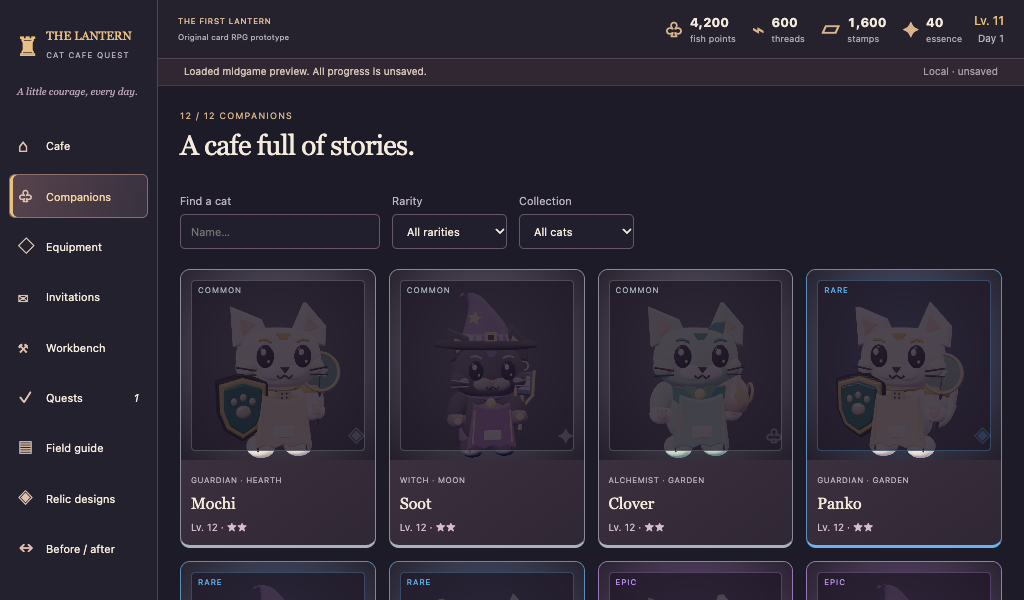 THE LANTERN
CAT CAFE QUEST
A little courage, every day.
Cafe
Companions
Equipment
Invitations
Workbench
Quests 1
Field guide
Relic designs
Before / after
THE FIRST LANTERN
Original card RPG prototype
4,200
fish points
600
threads
1,600
stamps
40
essence
Lv. 11
Day 1
Loaded midgame preview. All progress is unsaved.
Local · unsaved
12 / 12 COMPANIONS
A cafe full of stories.
Find a cat
Name...
Rarity
All rarities
Collection
All cats
COMMON
GUARDIAN · HEARTH
Mochi
Lv. 12 · ★★
COMMON
WITCH · MOON
Soot
Lv. 12 · ★★
COMMON
ALCHEMIST · GARDEN
Clover
Lv. 12 · ★★
RARE
GUARDIAN · GARDEN
Panko
Lv. 12 · ★★
RARE
RARE
EPIC
EPIC